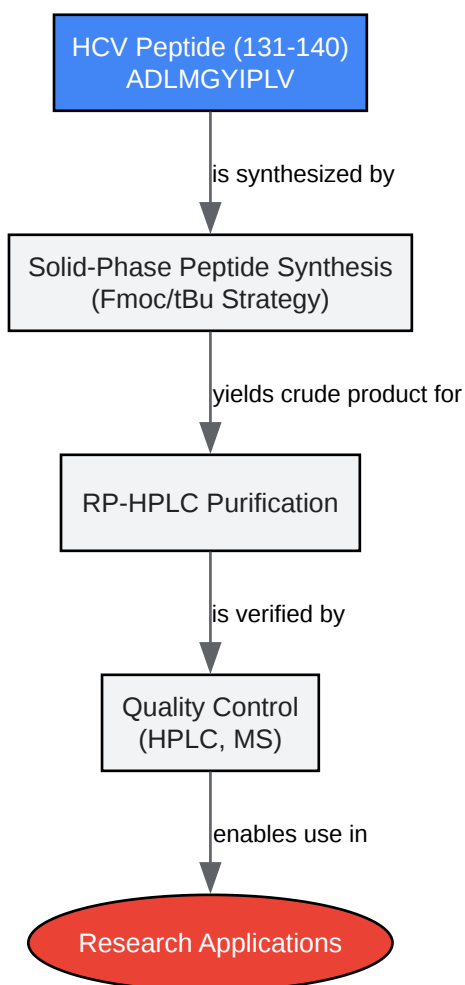 HCV Peptide (131-140)
ADLMGYIPLV
is synthesized by
Solid-Phase Peptide Synthesis
(Fmoc/tBu Strategy)
yields crude product for
RP-HPLC Purification
is verified by
Quality Control
(HPLC, MS)
enables use in
Research Applications